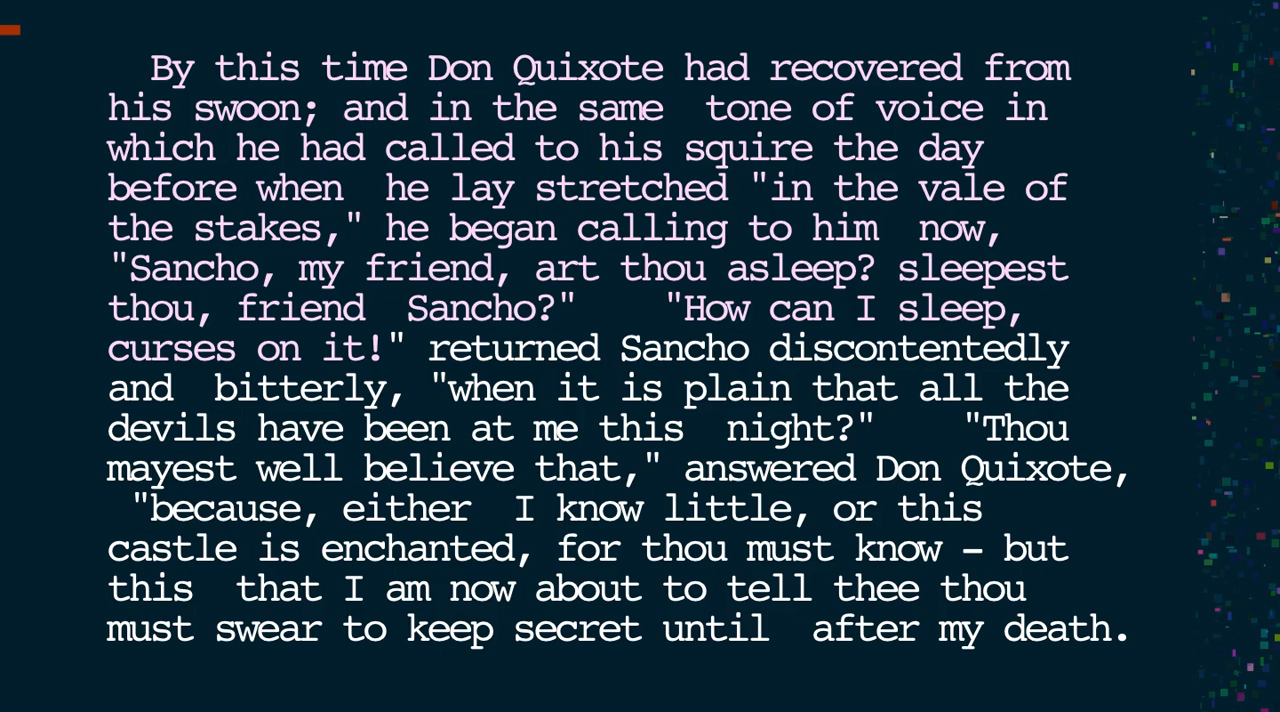 By this time Don Quixote had recovered from
his swoon; and in the same  tone of voice in
which he had called to his squire the day
before when  he lay stretched "in the vale of
the stakes," he began calling to him  now,
"Sancho, my friend, art thou asleep? sleepest
thou, friend  Sancho?"    "How can I sleep,
curses on it!" returned Sancho discontentedly
and  bitterly, "when it is plain that all the
devils have been at me this  night?"    "Thou
mayest well believe that," answered Don Quixote,
"because, either  I know little, or this
castle is enchanted, for thou must know – but
this  that I am now about to tell thee thou
must swear to keep secret until  after my death.